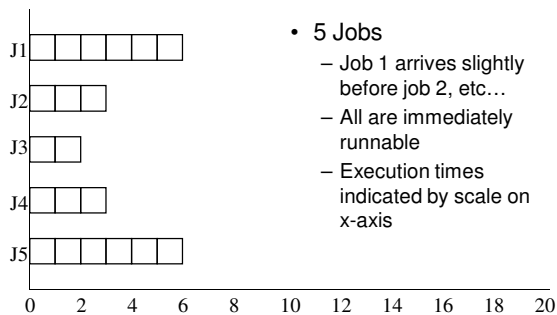 J1
J2
J3
J4
J5
0 2 4 6 8 10 12 14 16 18 20
• 5 Jobs
– Job 1 arrives slightly
before job 2, etc…
– All are immediately
runnable
– Execution times
indicated by scale on
x-axis